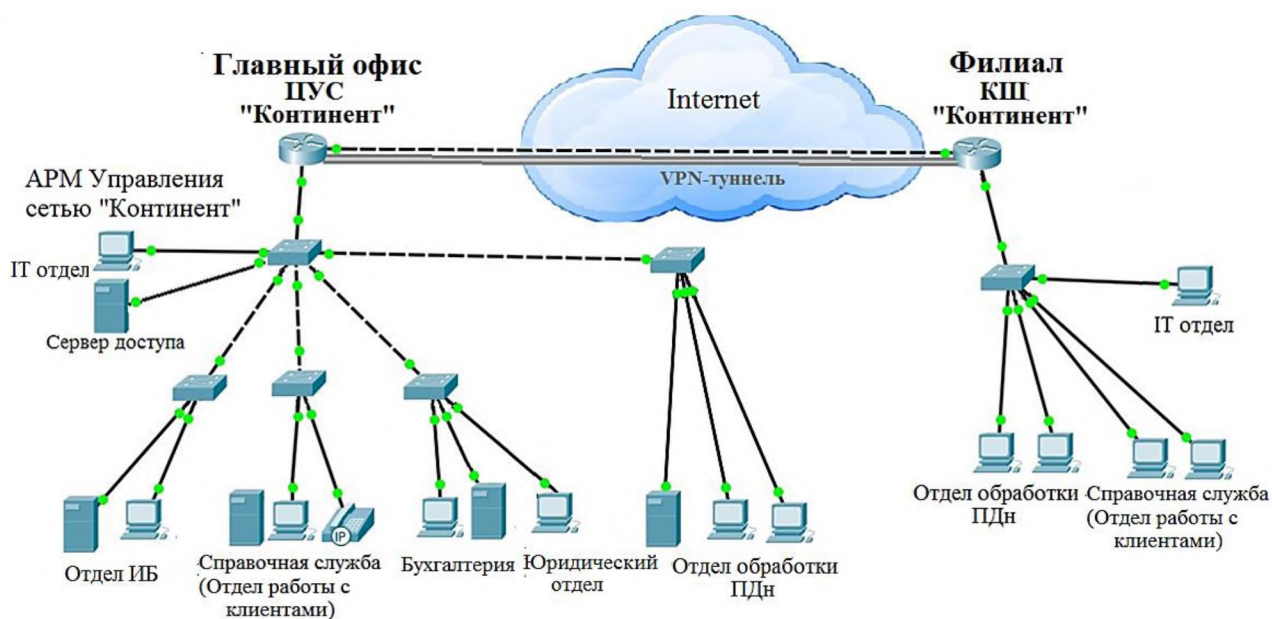 Главный офис
ЦУС
"Континент"
Internet
Филиал
КШ
"Континент"
VPN-туннель
АРМ Управления
сетью "Континент"
IT отдел
Сервер доступа
IT отдел
Отдел ИБ
Справочная служба
(Отдел работы с
клиентами)
IP
Бухгалтерия
Юридический
отдел
Отдел обработки
ПДн
Отдел обработки
ПДн
Справочная служба
(Отдел работы с
клиентами)